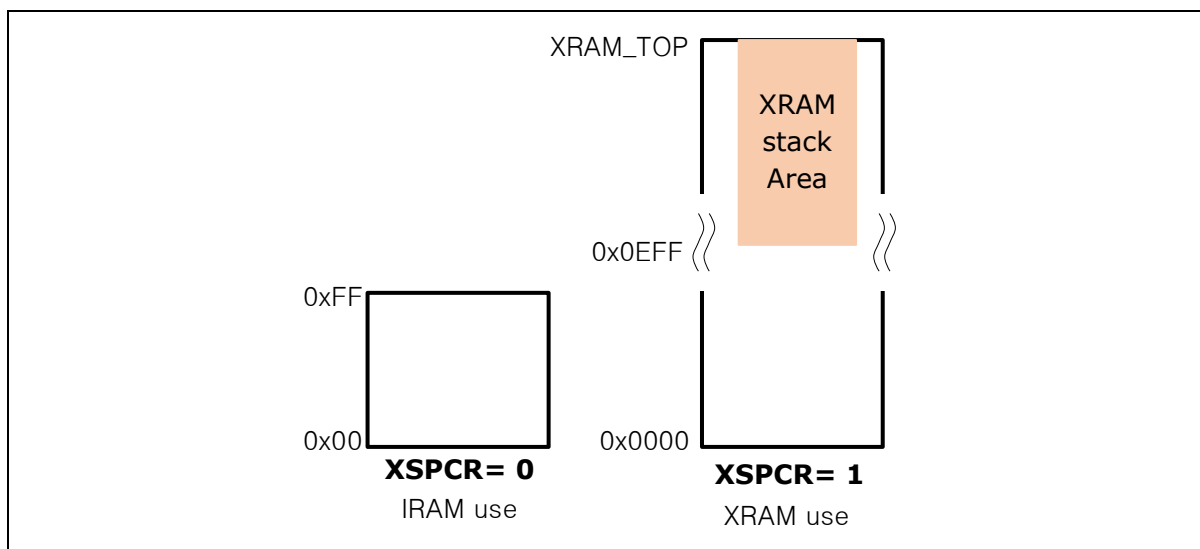 XRAM_TOP
XRAM
stack
Area
0x0EFF
0xFF
0x00
0x0000
XSPCR= 0
XSPCR= 1
IRAM use
XRAM use